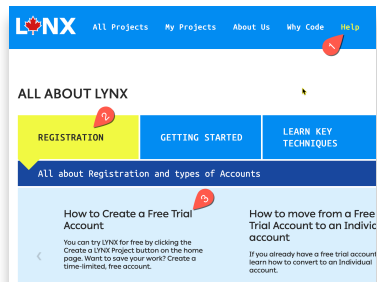 LYNX All Projects My Projects About Us Why Code Help
1
ALL ABOUT LYNX
2
REGISTRATION GETTING STARTED LEARN KEY
TECHNIQUES
All about Registration and types of Accounts
3
How to Create a Free Trial
Account
You can try LYNX for free by clicking the
Create a LYNX Project button on the home
page. Want to save your work? Create a
time-limited, free account.
How to move from a Free
Trial Account to an Individ
account
If you already have a free trial account
learn how to convert to an Individual
account.